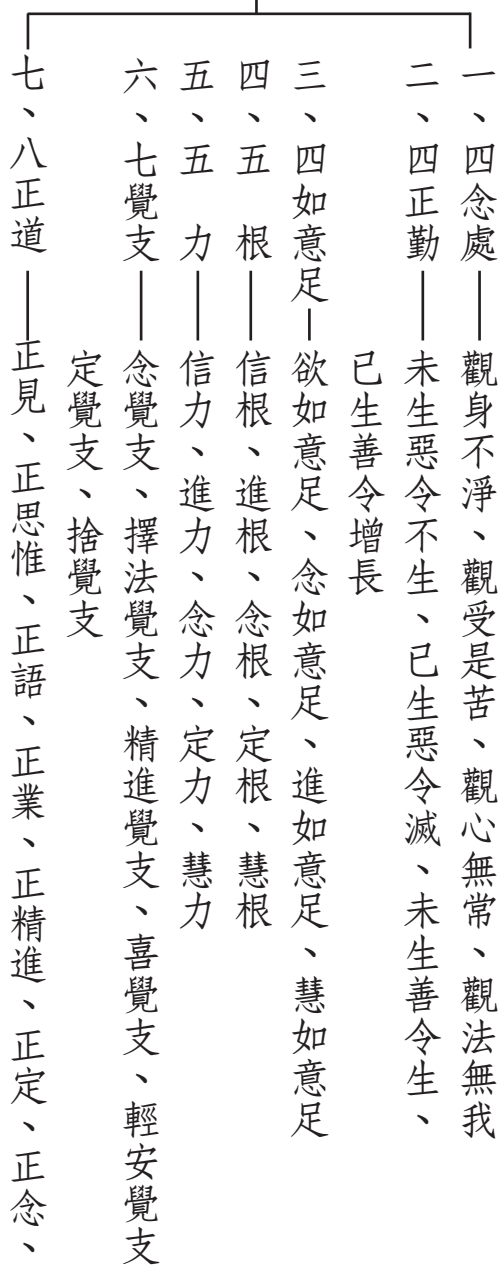 一、四念處——觀身不淨、觀受是苦、觀心無常、觀法無我
二、四正勤——未生惡令不生、已生惡令滅、未生善令生、
已生善令增長
三、四如意足—欲如意足、念如意足、進如意足、慧如意足
四、五　根——信根、進根、念根、定根、慧根
五、五　力——信力、進力、念力、定力、慧力
六、七覺支——念覺支、擇法覺支、精進覺支、喜覺支、輕安覺支
定覺支、捨覺支
七、八正道——正見、正思惟、正語、正業、正精進、正定、正念、